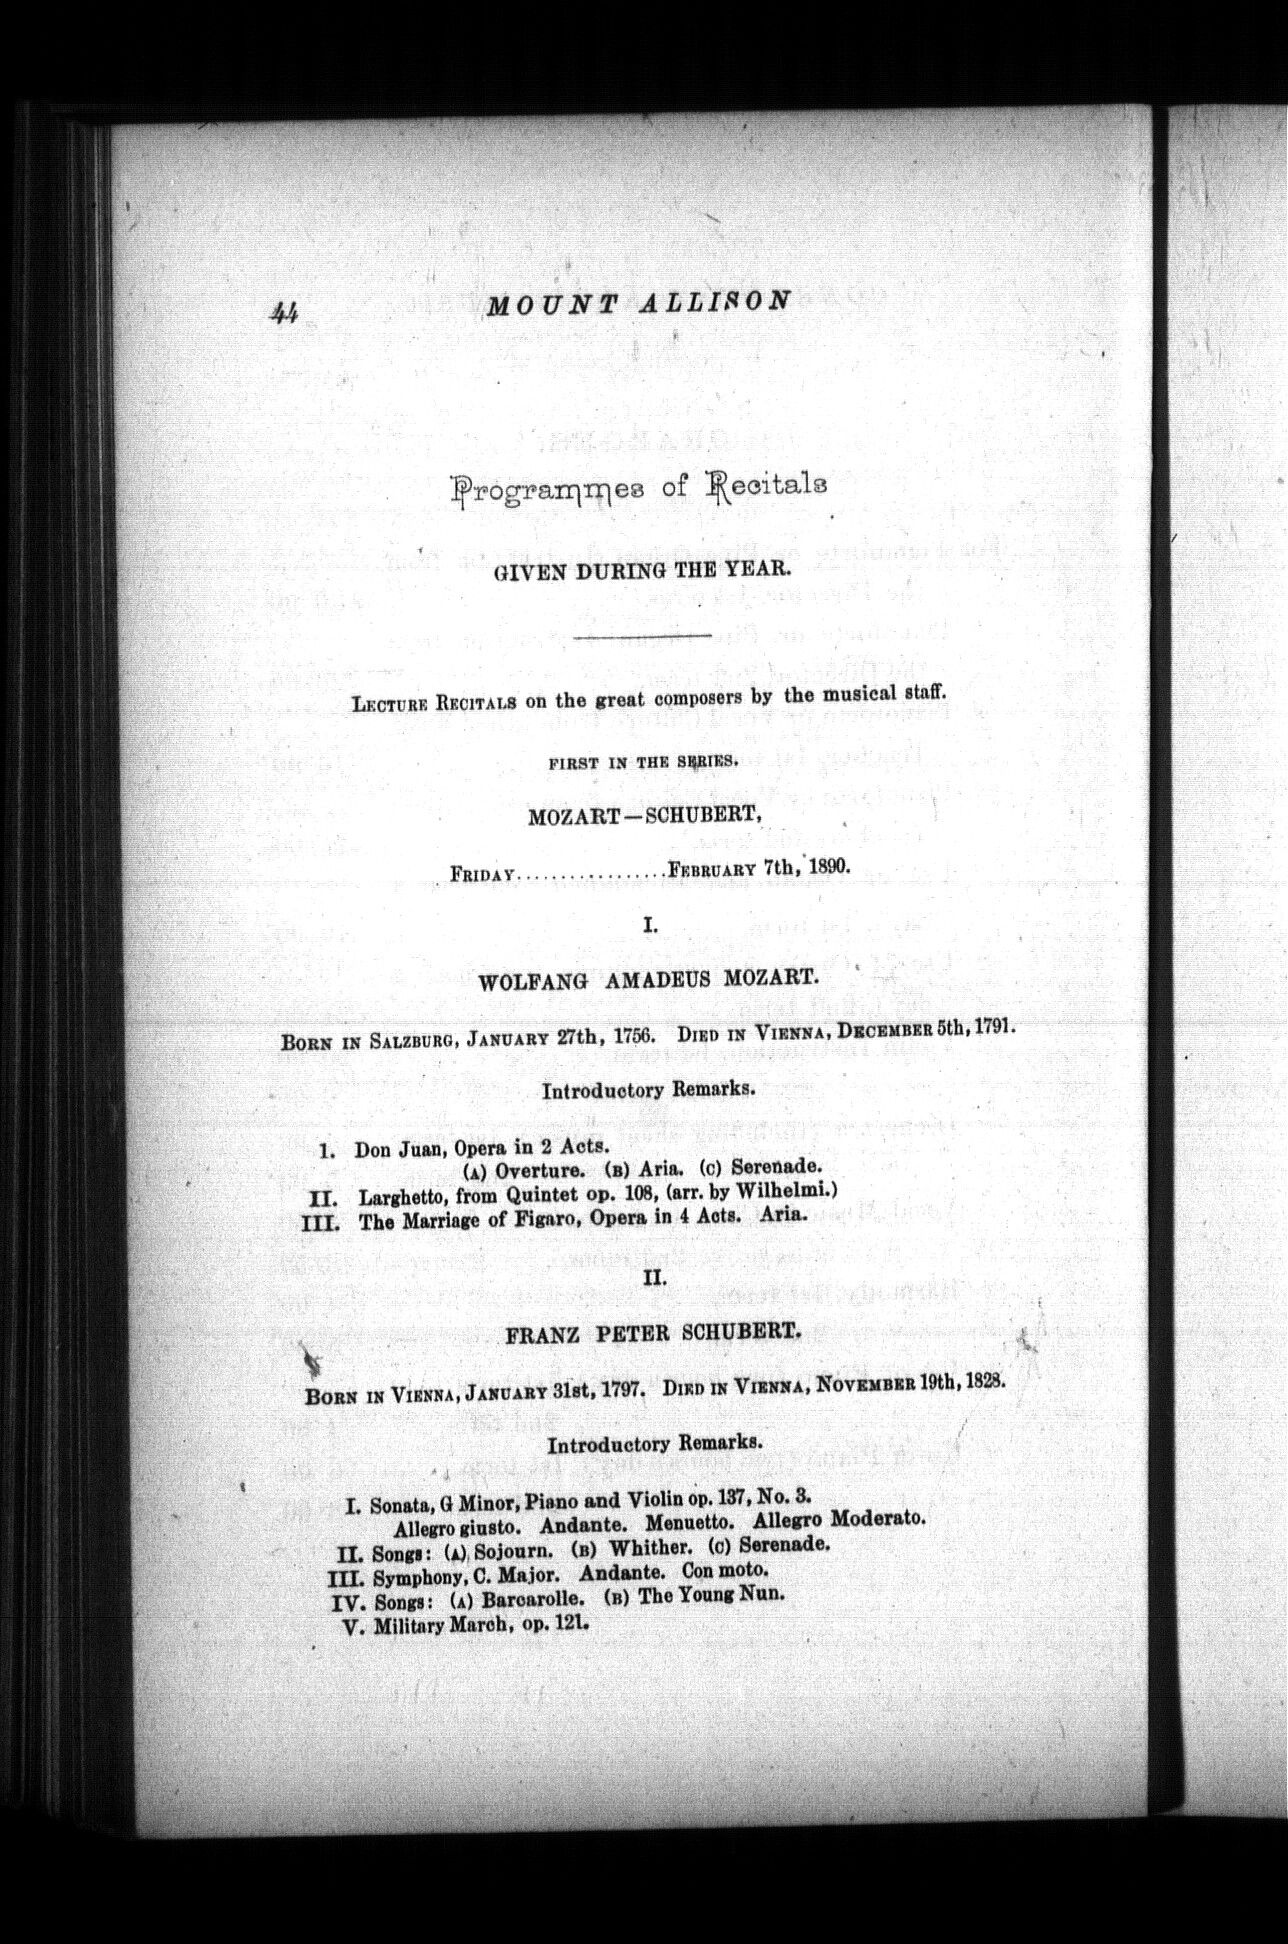 44 MOUNT ALLISON
Programmes of Recitals
GIVEN DURING THE YEAR.
LECTURE RECITALS on the great composers by the musical staff.
FIRST IN THE SERIES.
MOZART—SCHUBERT,
FRIDAY.................FEBRUARY 7th, 1890.
I.
WOLFANG AMADEUS MOZART.
BORN IN SALZBURG, JANUARY 27th, 1756. DIED IN VIENNA, DECEMBER 5th, 1791.
Introductory Remarks.
1. Don Juan, Opera in 2 Acts.
(A) Overture. (B) Aria. (C) Serenade.
II. Larghetto, from Quintet op. 108, (arr. by Wilhelmi.)
III. The Marriage of Figaro, Opera in 4 Acts. Aria.
II.
FRANZ PETER SCHUBERT.
BORN IN VIENNA, JANUARY 31st, 1797. DIED IN VIENNA, NOVEMBER 19th, 1828.
Introductory Remarks.
I. Sonata, G Minor, Piano and Violin op. 137, No. 3.
Allegro giusto. Andante. Menuetto. Allegro Moderato.
II. Songs: (A) Sojourn. (B) Whither. (C) Serenade.
III. Symphony, C. Major. Andante. Con moto.
IV. Songs: (A) Barcarolle. (B) The Young Nun.
V. Military March, op. 121.